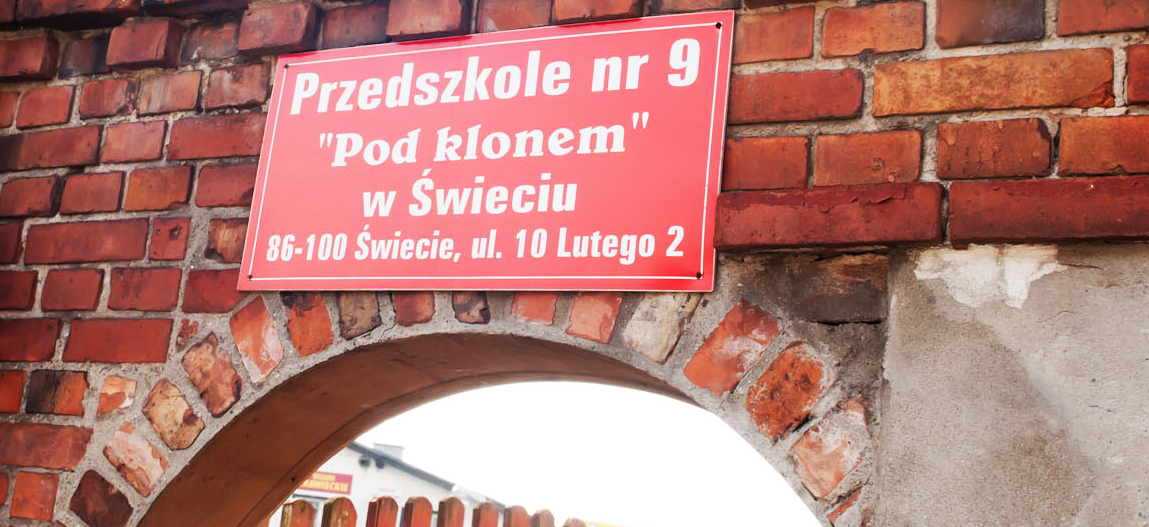 Przedszkole nr 9
"Pod klonem"
w Świeciu
86-100 Świecie, ul. 10 Lutego 2